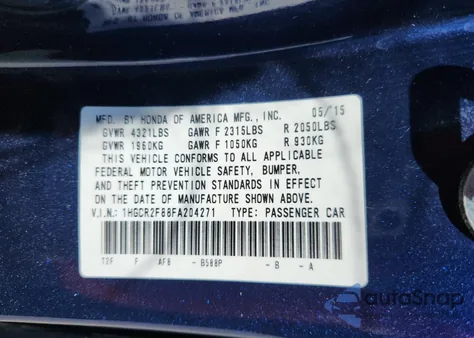 MFD. BY HONDA OF AMERICA MFG., INC. 05/15
GVWR 4321LBS GAWR F 2315LBS R 2050LBS
GVWR 1960KG GAWR F 1050KG R 930KG
THIS VEHICLE CONFORMS TO ALL APPLICABLE
FEDERAL MOTOR VEHICLE SAFETY, BUMPER,
AND THEFT PREVENTION STANDARDS IN EFFECT
ON THE DATE OF MANUFACTURE SHOWN ABOVE.
V.I.N.: 1HGCR2F88FA204271 TYPE: PASSENGER CAR
T2F F AF8 - B588P - B - A
autoSnap